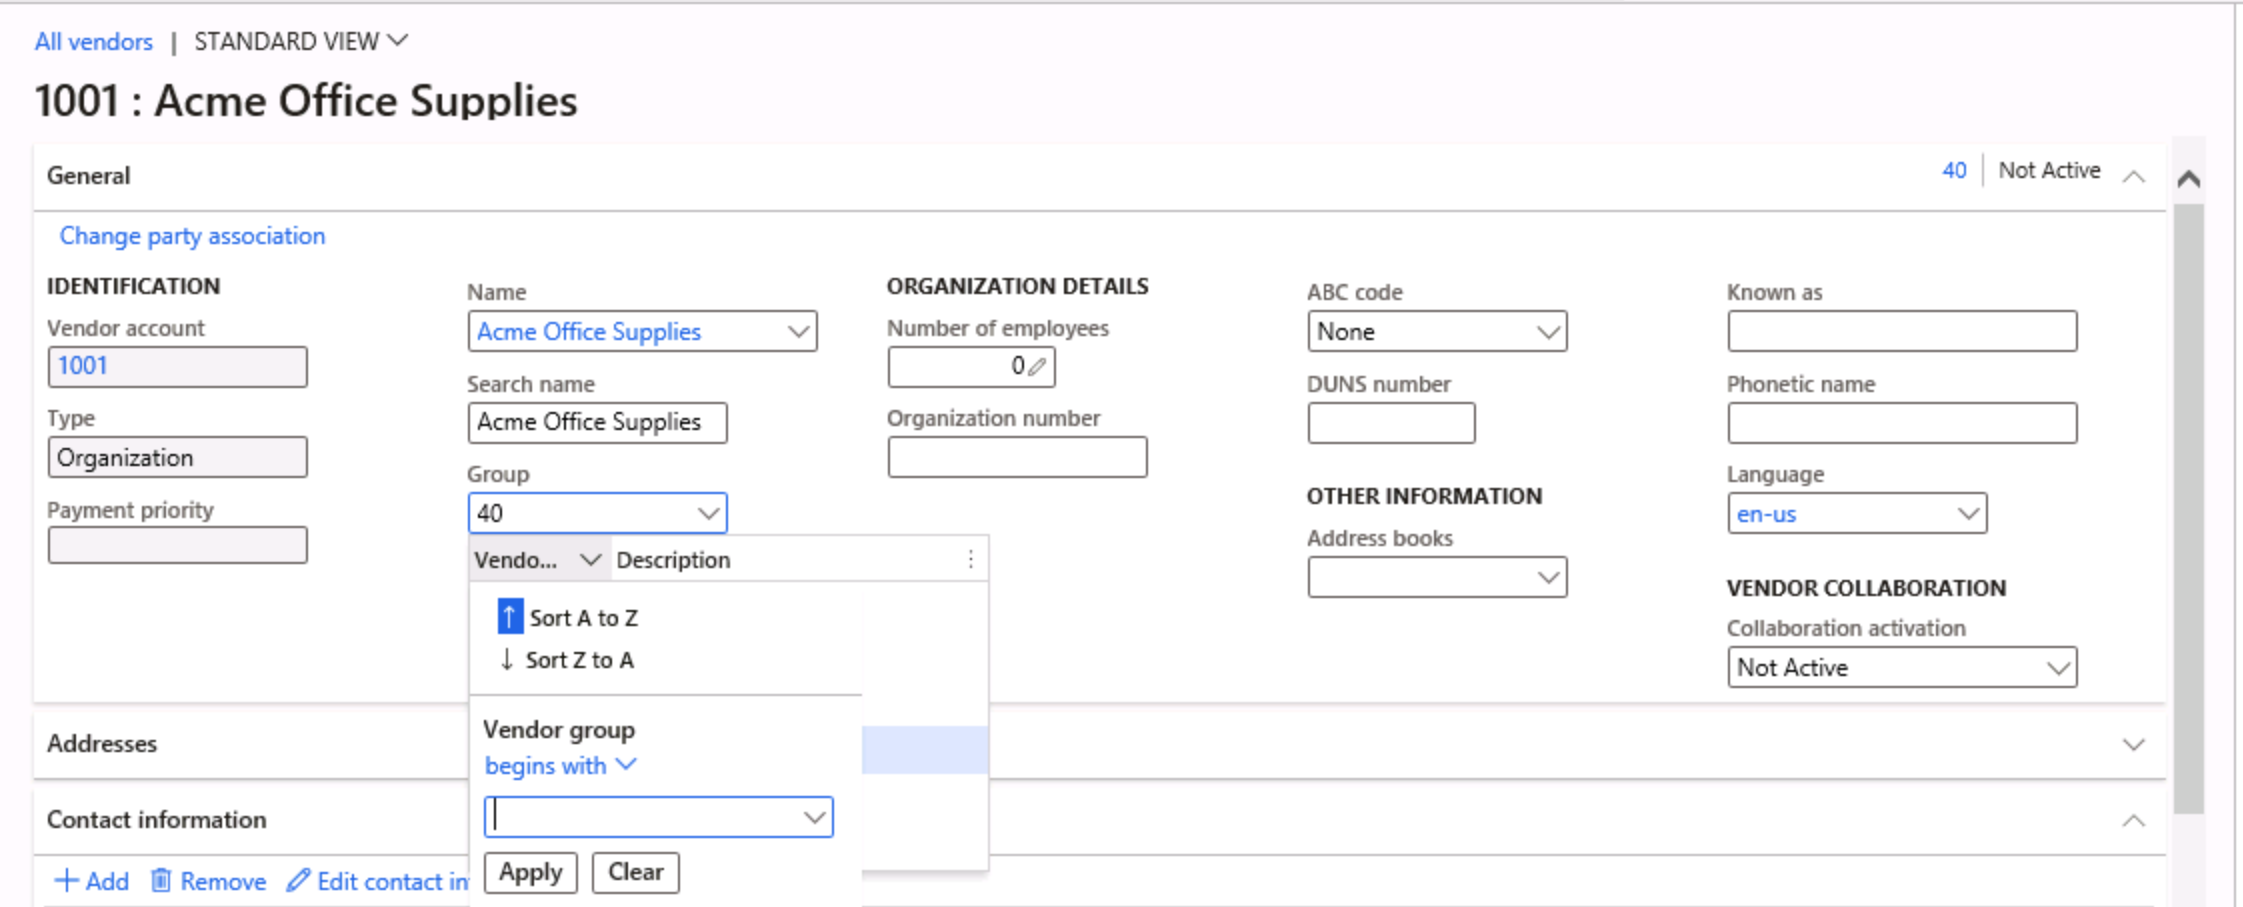 All vendors | STANDARD VIEW
1001 : Acme Office Supplies
General
40 | Not Active
Change party association
IDENTIFICATION
Vendor account
1001
Type
Organization
Payment priority
Name
Acme Office Supplies
Search name
Acme Office Supplies
Group
40
Vendo... Description
Sort A to Z
Sort Z to A
Vendor group
begins with
Apply Clear
ORGANIZATION DETAILS
Number of employees
0
Organization number
ABC code
None
DUNS number
OTHER INFORMATION
Address books
Known as
Phonetic name
Language
en-us
VENDOR COLLABORATION
Collaboration activation
Not Active
Addresses
Contact information
Add Remove Edit contact in